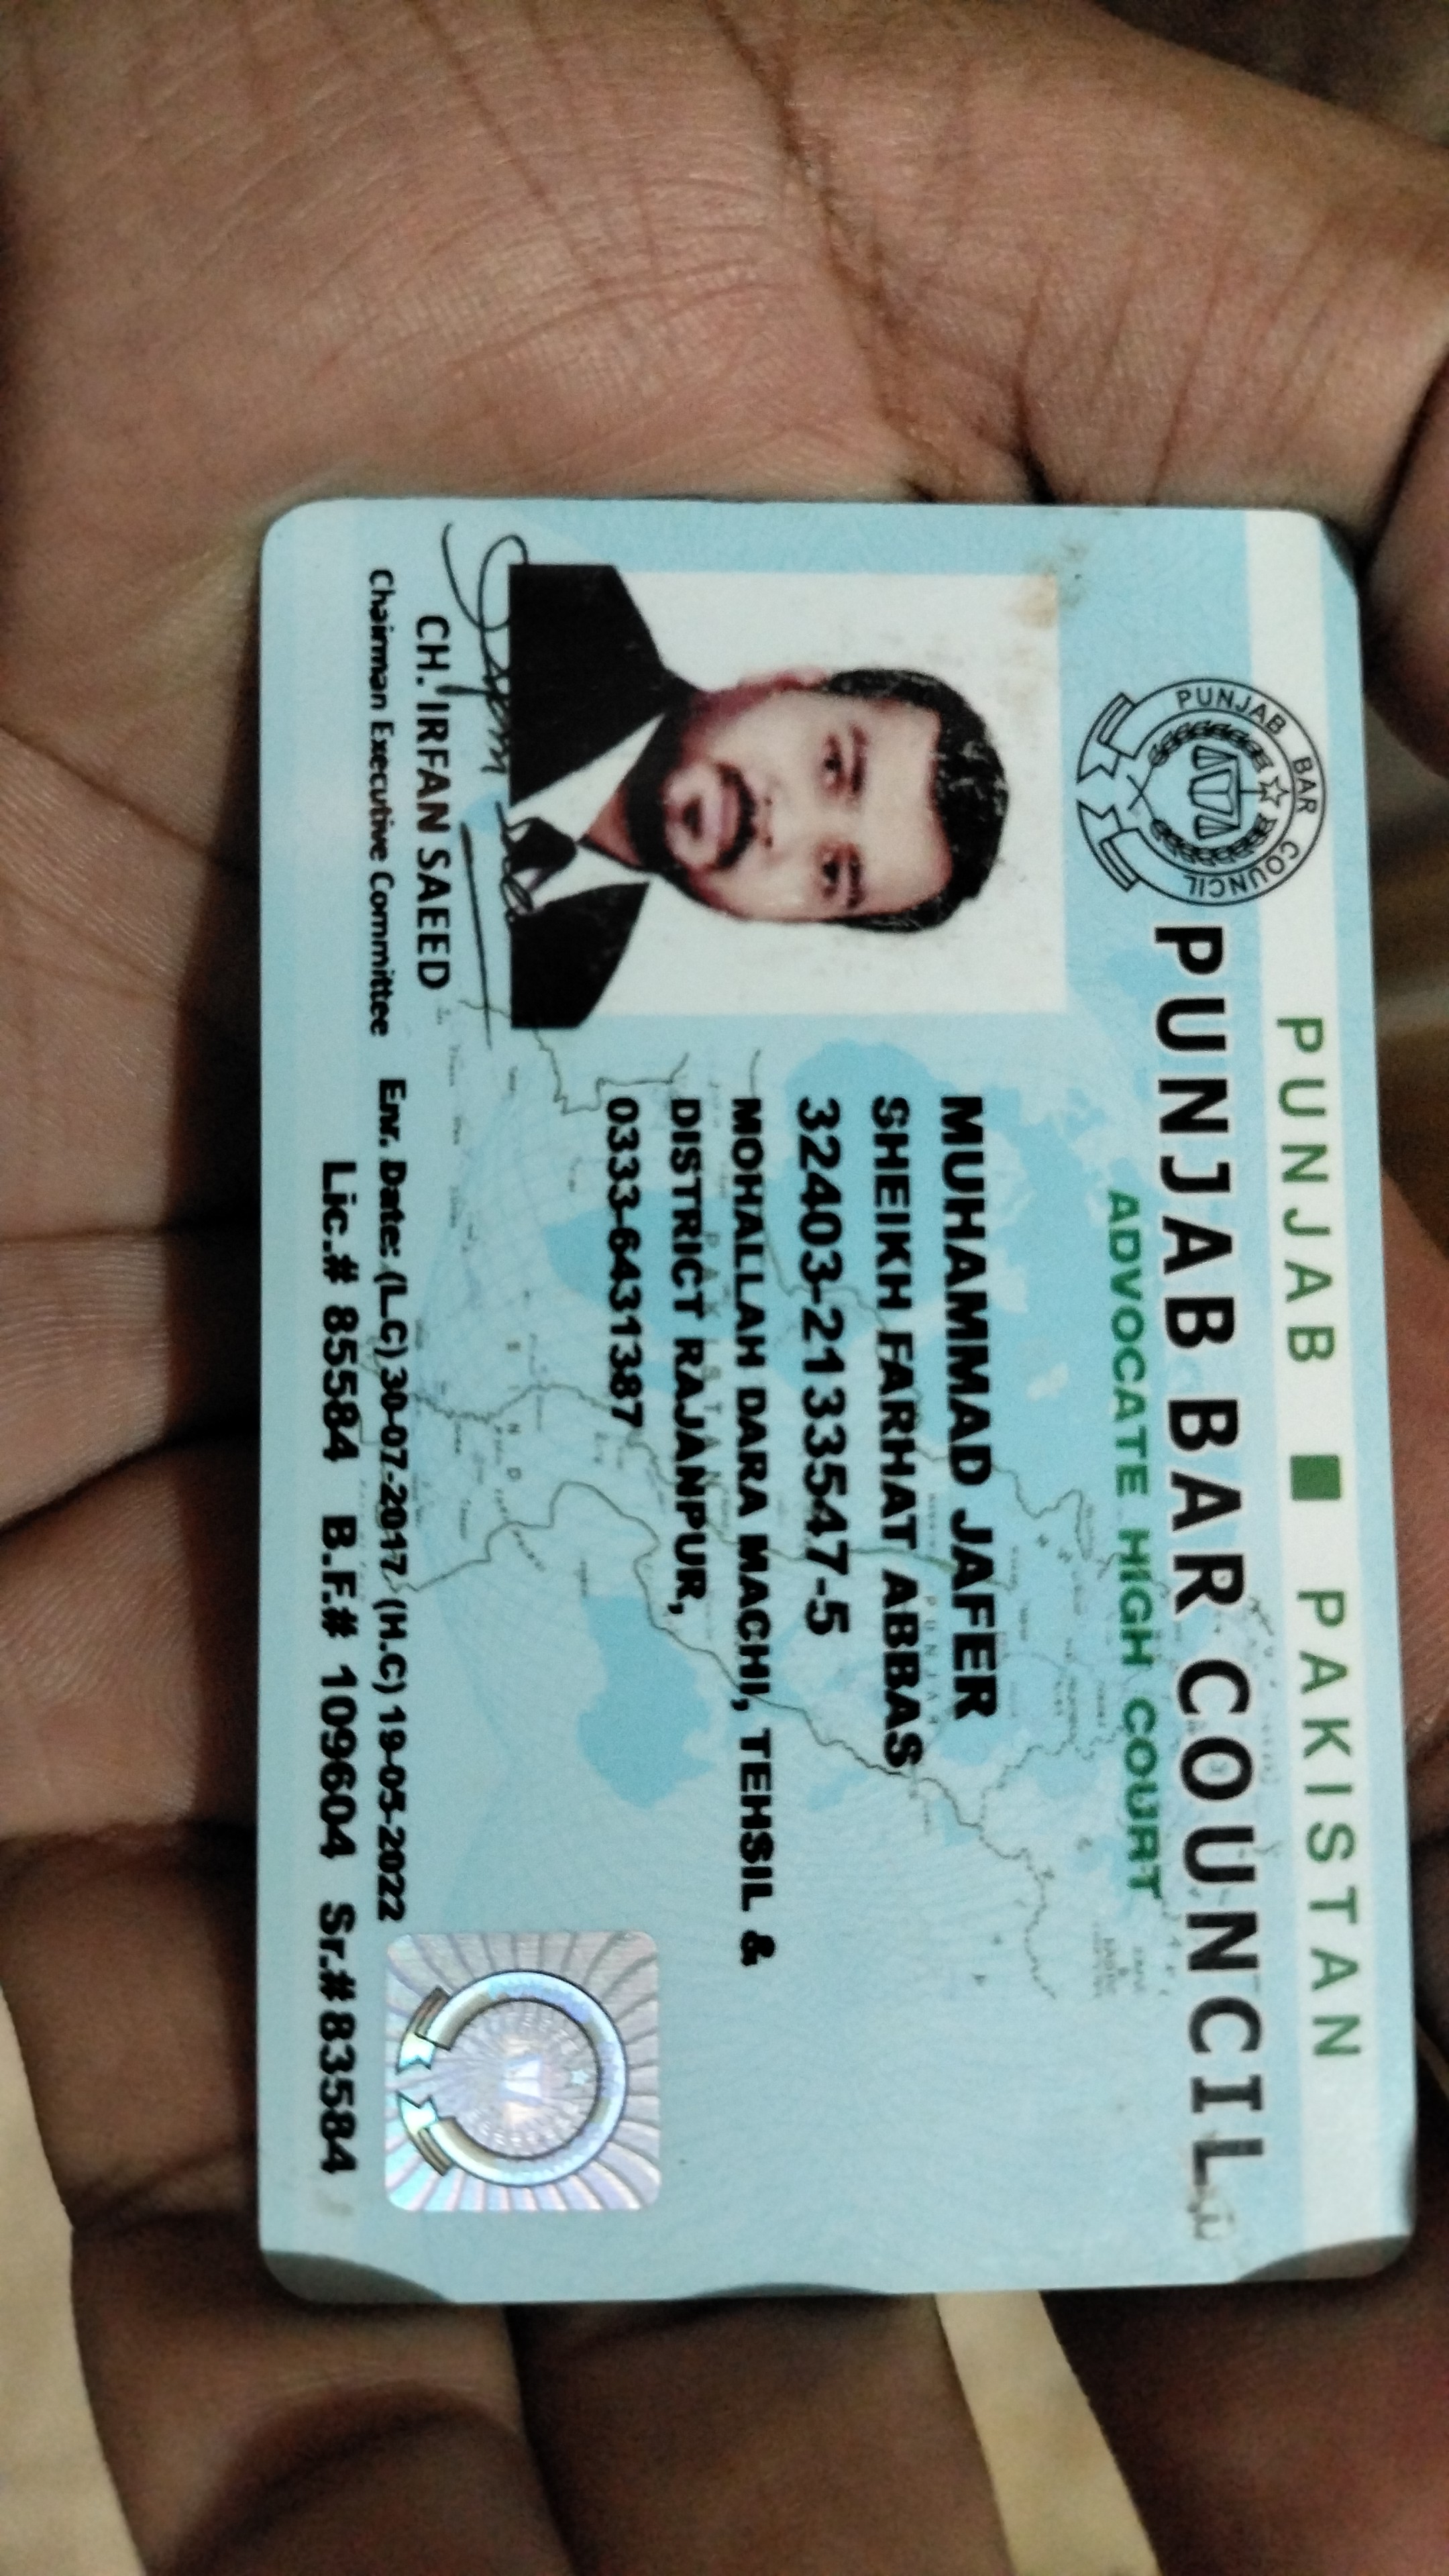 PUNJAB ■ PAKISTAN
PUNJAB BAR COUNCIL
PUNJAB BAR COUNCIL
ADVOCATE HIGH COURT
MUHAMMAD JAFER
SHEIKH FARHAT ABBAS
32403-2133547-5
MOHALLAH DARA MACHI, TEHSIL &
DISTRICT RAJANPUR,
0333-6431387
PUNJAB
PAKISTAN
SIND
CH. IRFAN SAEED
Chairman Executive Committee
Enr. Date: (L.C) 30-07-2017 (H.C) 19-05-2022
Lic.# 85584 B.F.# 109604 Sr.# 83584